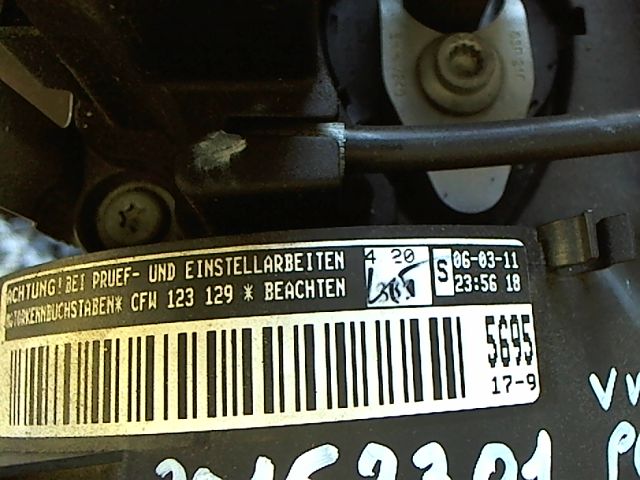 ACHTUNG! BEI PRUEF- UND EINSTELLARBEITEN
MOTORKENNBUCHSTABEN* CFW 123 129 * BEACHTEN
4 20
S
06-03-11
23:56 18
5695
17-9